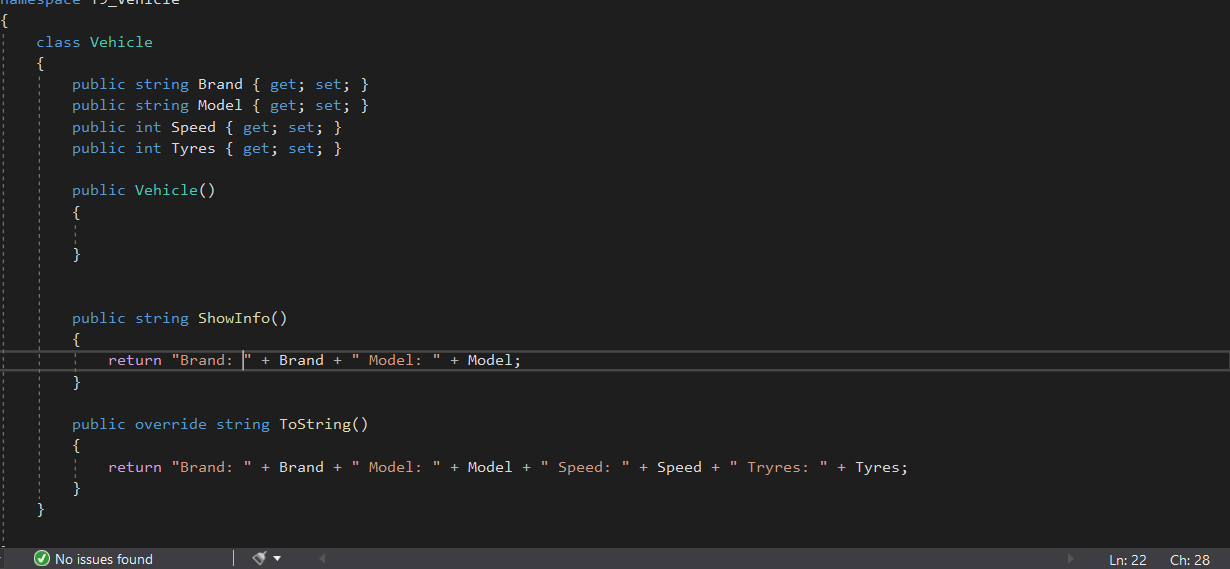 namespace T9_Vehicle
{
class Vehicle
{
public string Brand { get; set; }
public string Model { get; set; }
public int Speed { get; set; }
public int Tyres { get; set; }
public Vehicle()
{
}
public string ShowInfo()
{
return "Brand: " + Brand + " Model: " + Model;
}
public override string ToString()
{
return "Brand: " + Brand + " Model: " + Model + " Speed: " + Speed + " Tryres: " + Tyres;
}
}
No issues found
Ln: 22 Ch: 28